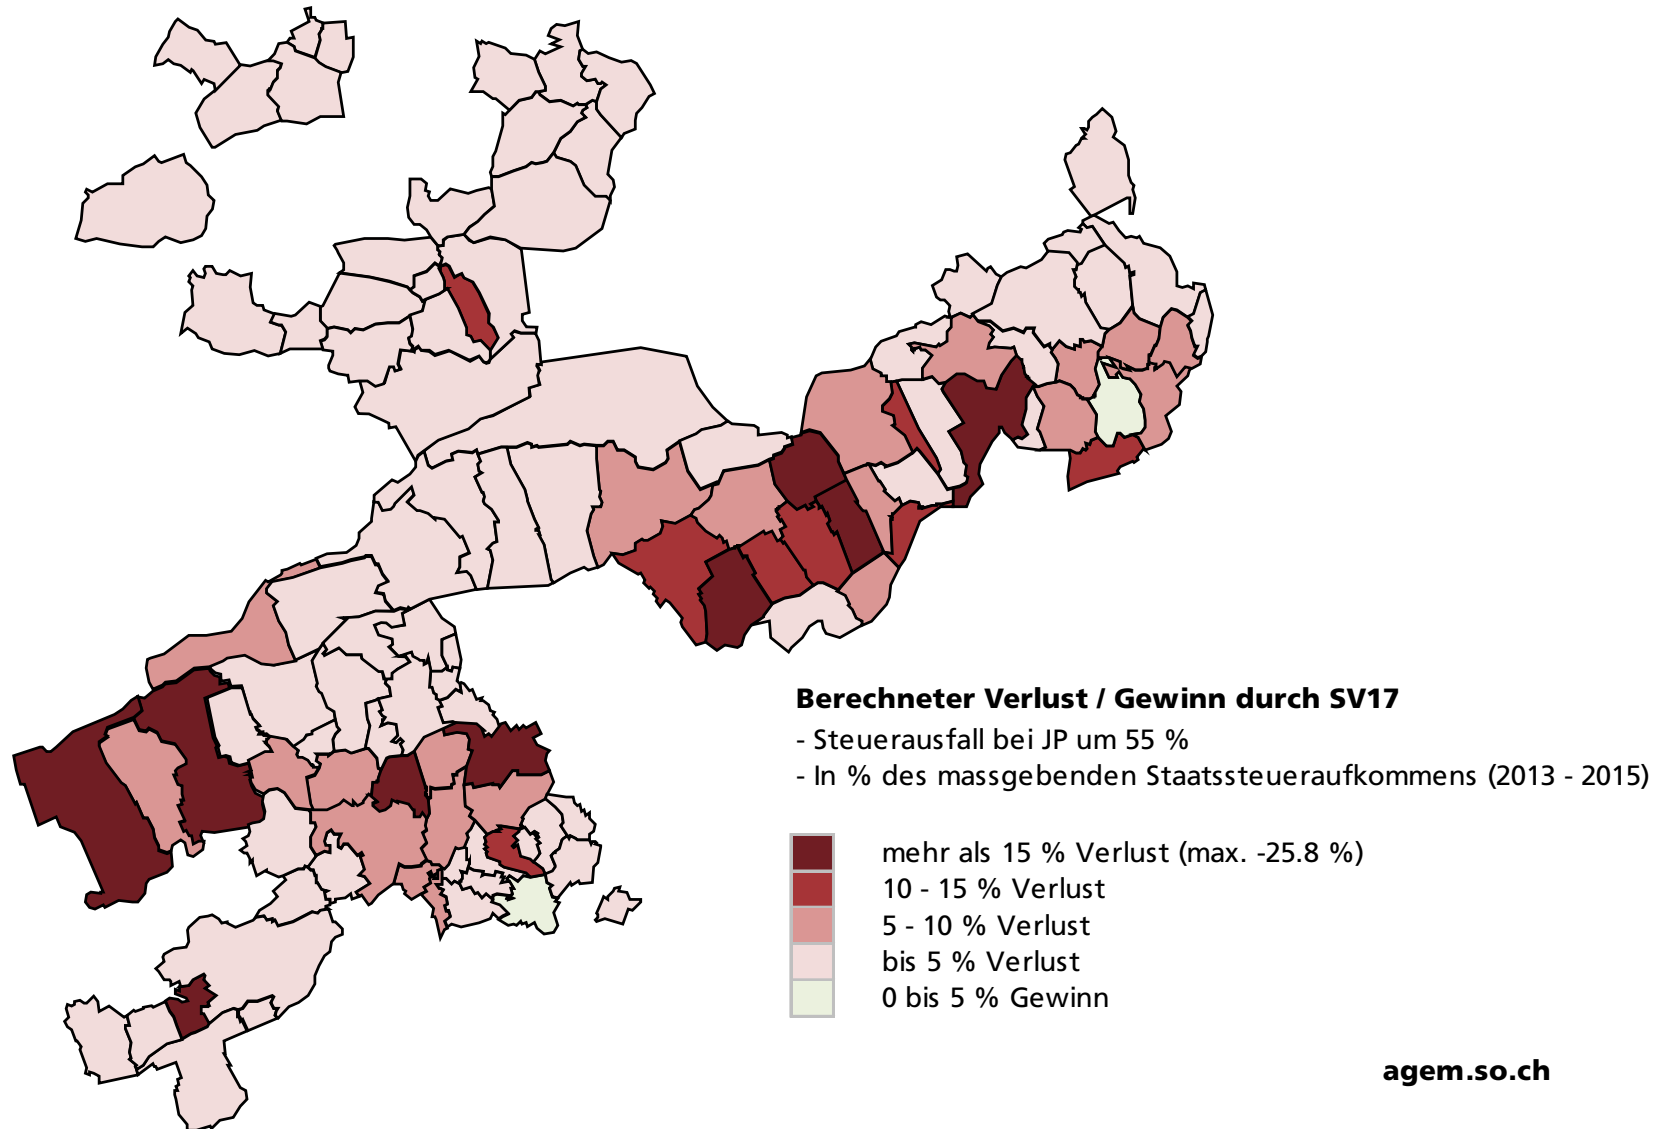 Berechneter Verlust / Gewinn durch SV17
- Steuerausfall bei JP um 55 %
- In % des massgebenden Staatssteueraufkommens (2013 - 2015)
mehr als 15 % Verlust (max. -25.8 %)
10 - 15 % Verlust
5 - 10 % Verlust
bis 5 % Verlust
0 bis 5 % Gewinn
agem.so.ch